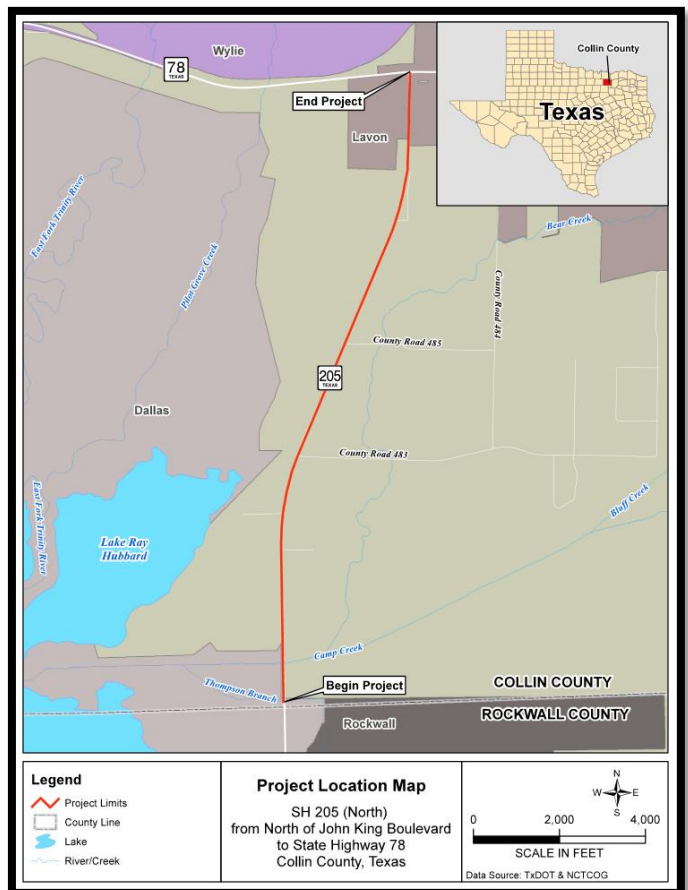 Wylie
78
TEXAS
Collin County
Texas
End Project
Lavon
East Fork Trinity River
Pilot Grove Creek
Bear Creek
County Road 484
County Road 485
205
TEXAS
Dallas
County Road 483
East Fork Trinity River
Bluff Creek
Lake Ray
Hubbard
Camp Creek
Thompson Branch
Begin Project
COLLIN COUNTY
ROCKWALL COUNTY
Rockwall
Legend
Project Limits
County Line
Lake
River/Creek
Project Location Map
SH 205 (North)
from North of John King Boulevard
to State Highway 78
Collin County, Texas
N
W E
S
0 2,000 4,000
SCALE IN FEET
Data Source: TxDOT & NCTCOG